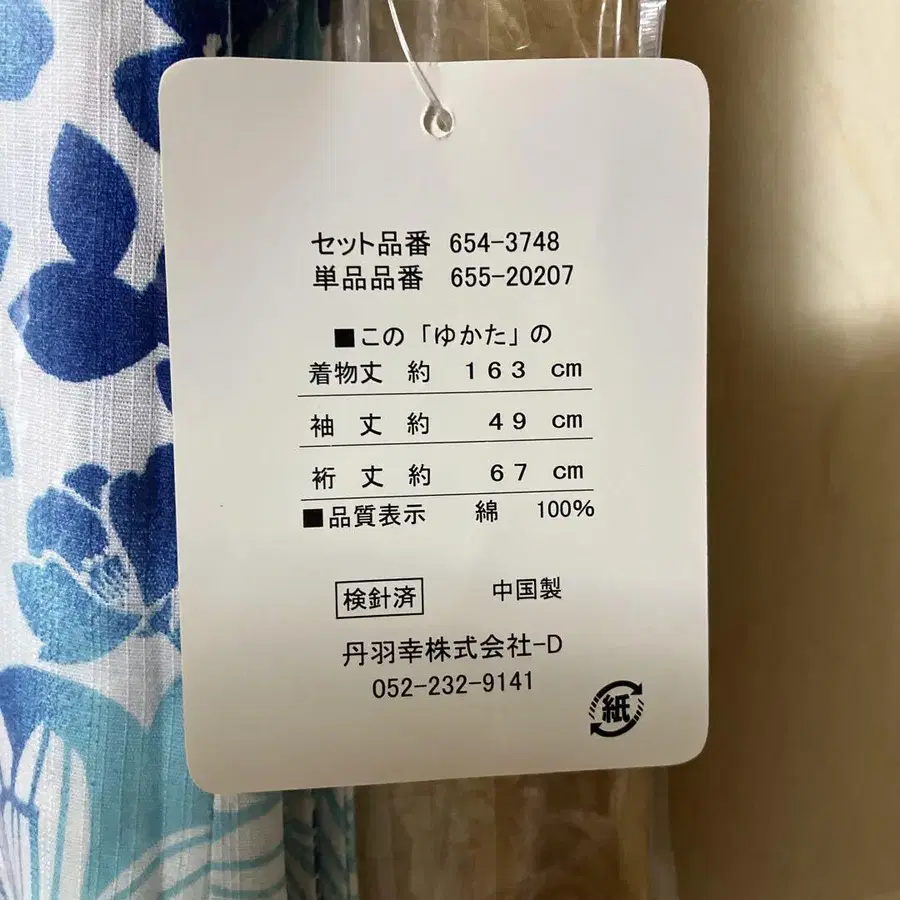 セット品番 654-3748
単品品番 655-20207
■この「ゆかた」の
着物丈 約 163 cm
袖 丈 約 49 cm
裄 丈 約 67 cm
■品質表示 綿 100%
検針済 中国製
丹羽幸株式会社-D
052-232-9141
紙